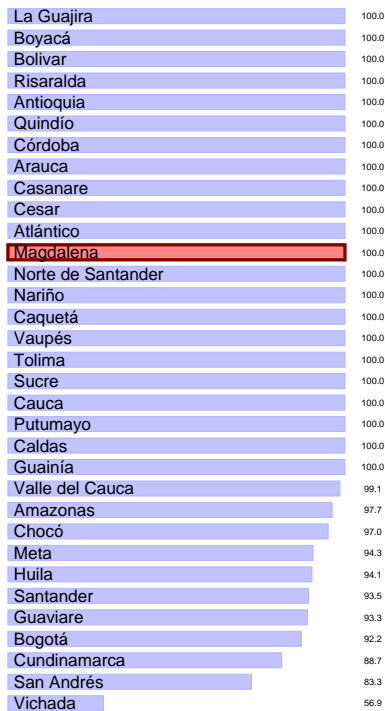 La Guajira 100.0
Boyacá 100.0
Bolivar 100.0
Risaralda 100.0
Antioquia 100.0
Quindío 100.0
Córdoba 100.0
Arauca 100.0
Casanare 100.0
Cesar 100.0
Atlántico 100.0
Magdalena 100.0
Norte de Santander 100.0
Nariño 100.0
Caquetá 100.0
Vaupés 100.0
Tolima 100.0
Sucre 100.0
Cauca 100.0
Putumayo 100.0
Caldas 100.0
Guainía 100.0
Valle del Cauca 99.1
Amazonas 97.7
Chocó 97.0
Meta 94.3
Huila 94.1
Santander 93.5
Guaviare 93.3
Bogotá 92.2
Cundinamarca 88.7
San Andrés 83.3
Vichada 56.9